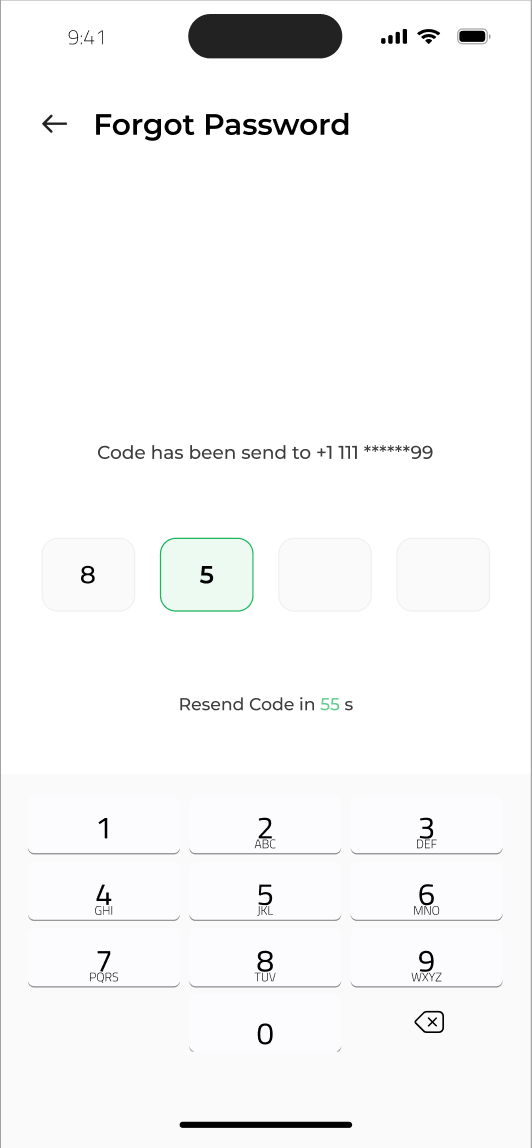 9:41
Forgot Password
Code has been send to +1 111 ******99
8 5
Resend Code in 55 s
1 2 3
ABC DEF
4 5 6
GHI JKL MNO
7 8 9
PQRS TUV WXYZ
0